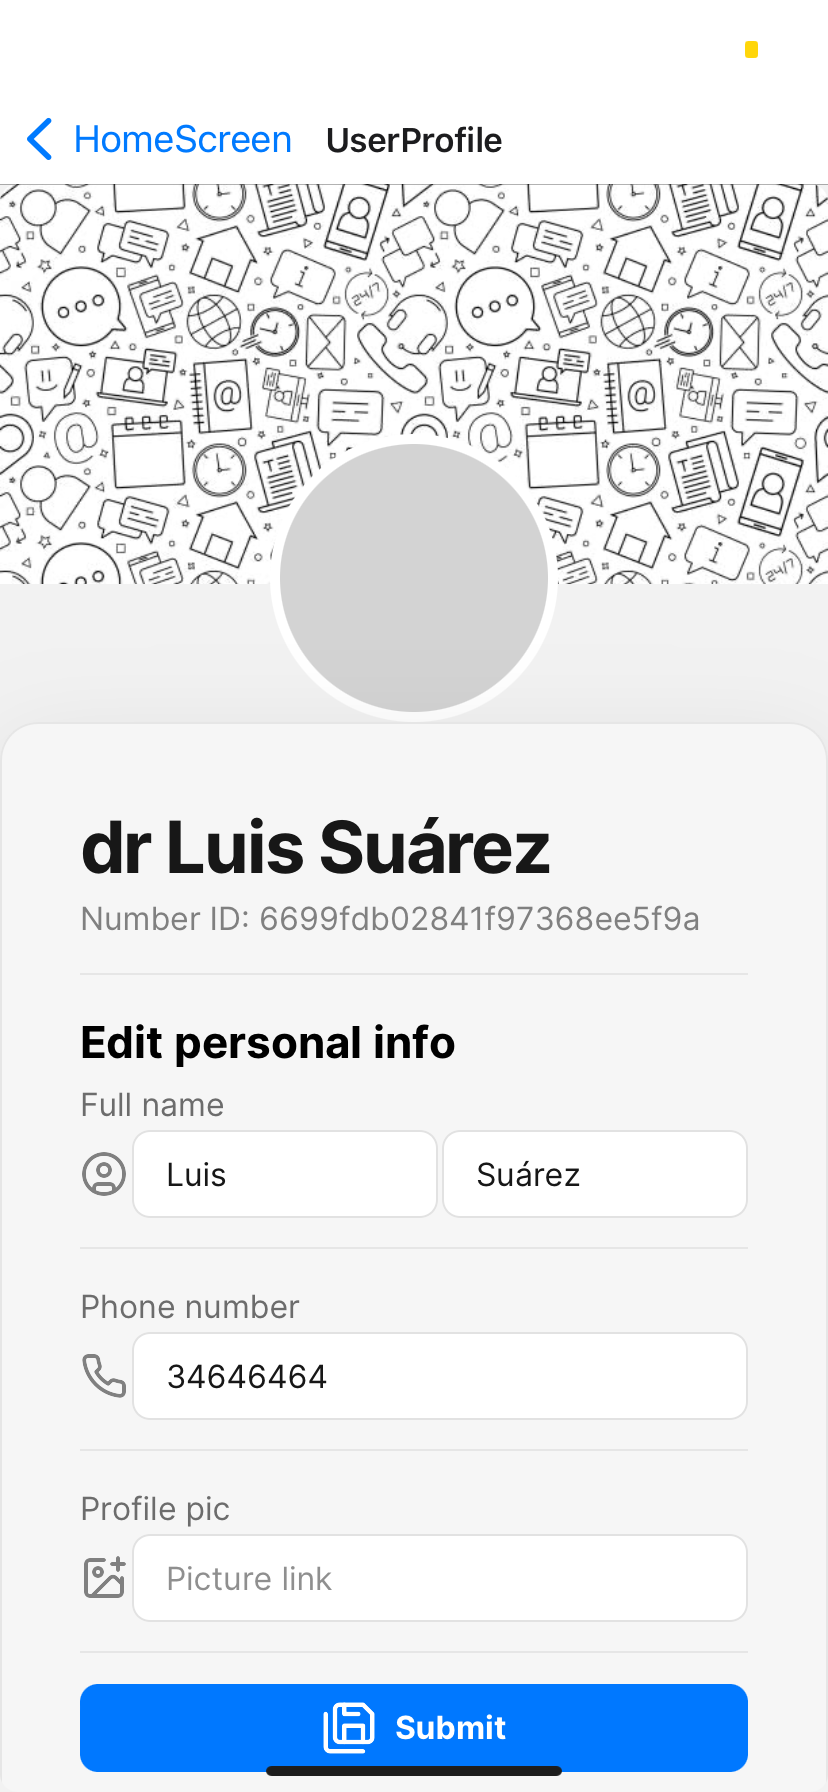 HomeScreen UserProfile
dr Luis Suárez
Number ID: 6699fdb02841f97368ee5f9a
Edit personal info
Full name
Luis Suárez
Phone number
34646464
Profile pic
Picture link
Submit